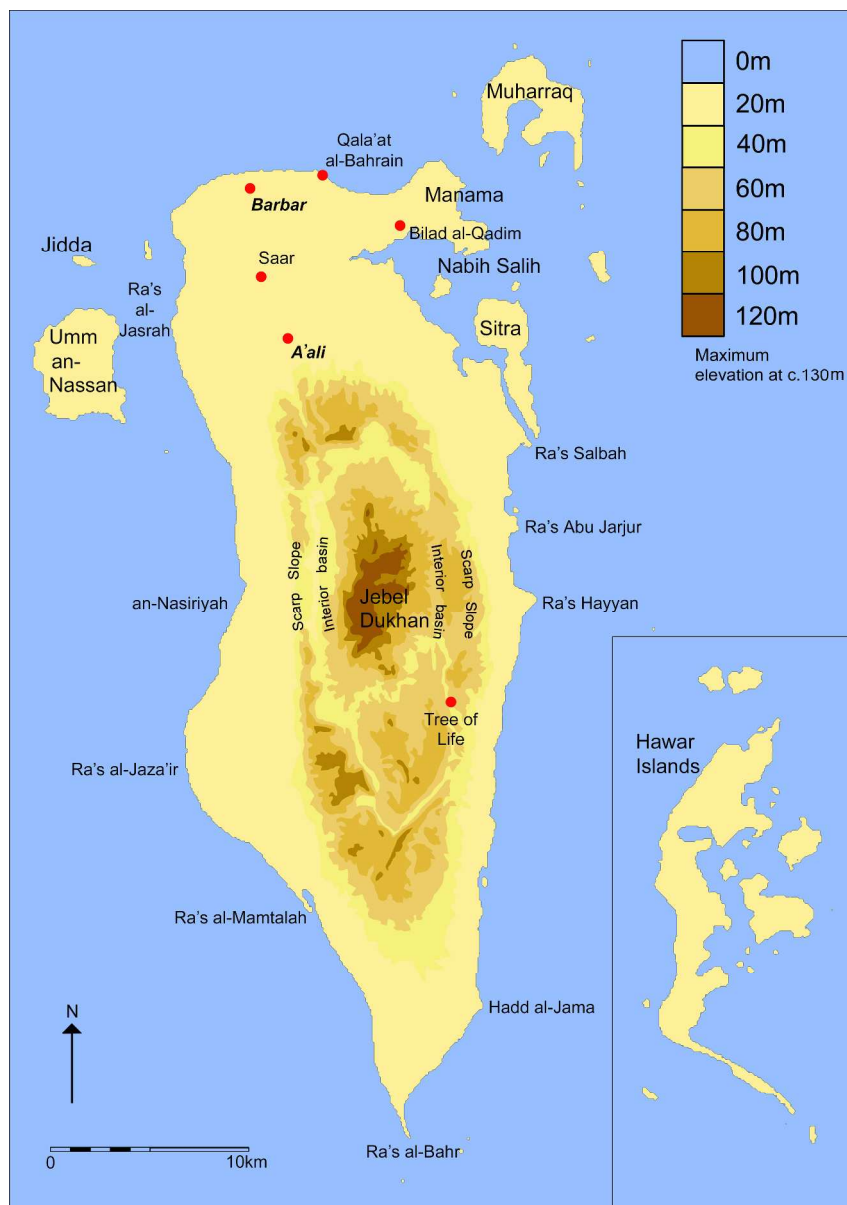 0m
20m
40m
60m
80m
100m
120m
Maximum
elevation at c.130m
Muharraq
Qala'at
al-Bahrain
Manama
Barbar
Bilad al-Qadim
Jidda
Saar
Nabih Salih
Ra's
al-
Jasrah
Umm
an-
Nassan
Sitra
A'ali
Ra's Salbah
Ra's Abu Jarjur
Scarp Slope
Interior basin
Interior basin
Scarp Slope
Jebel
Dukhan
an-Nasiriyah
Ra's Hayyan
Tree of
Life
Hawar
Islands
Ra's al-Jaza'ir
Ra's al-Mamtalah
Hadd al-Jama
N
Ra's al-Bahr
0
10km